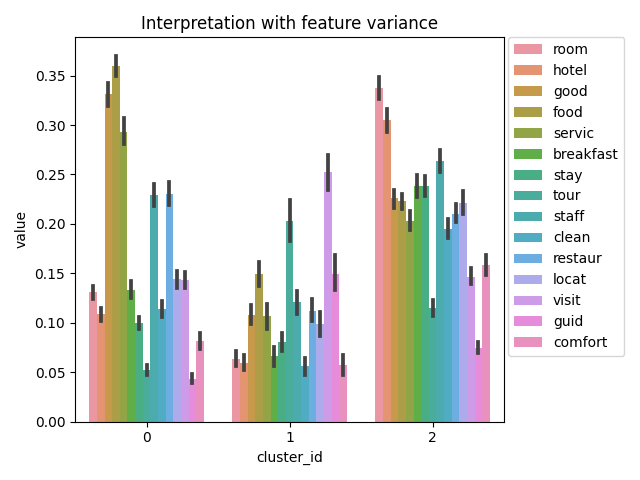 Interpretation with feature variance
value
0.35
0.30
0.25
0.20
0.15
0.10
0.05
0.00
0 1 2
cluster_id
room
hotel
good
food
servic
breakfast
stay
tour
staff
clean
restaur
locat
visit
guid
comfort